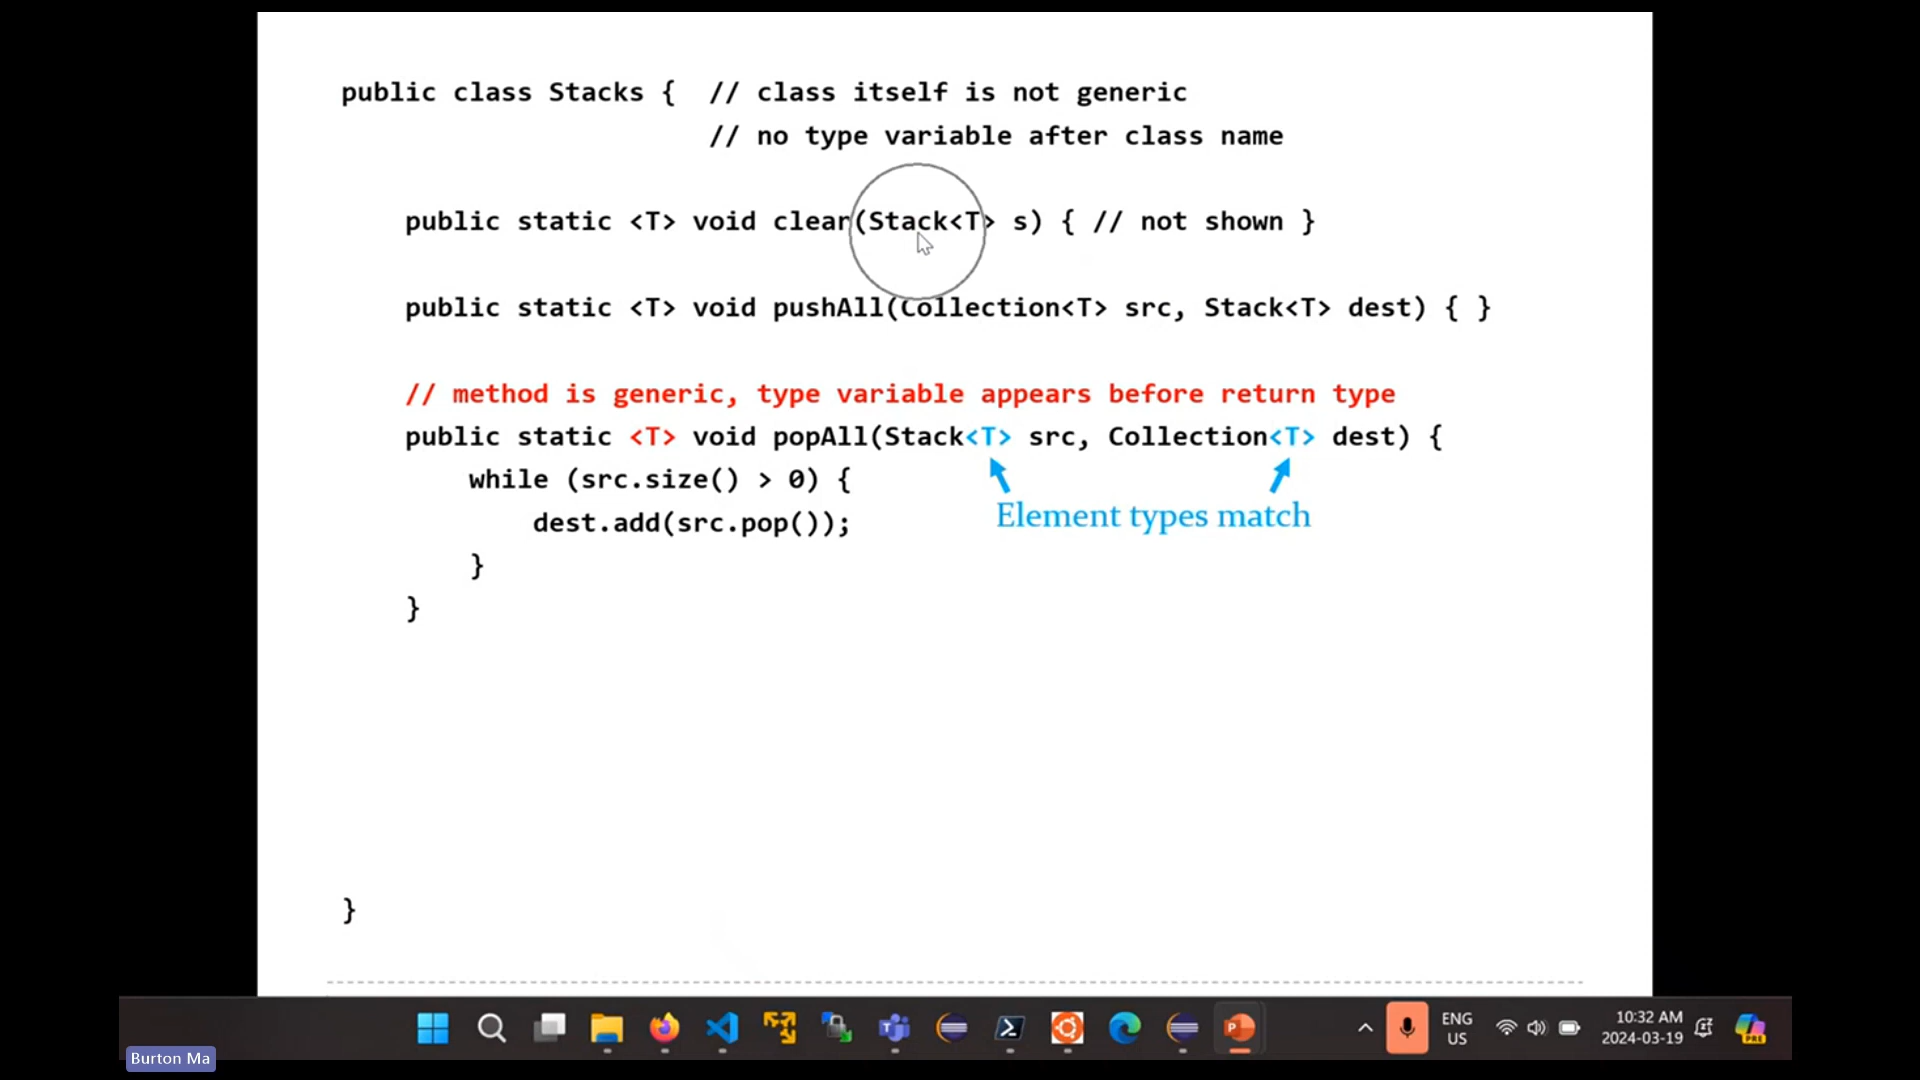 public class Stacks {  // class itself is not generic
// no type variable after class name
public static <T> void clear(Stack<T> s) { // not shown }
public static <T> void pushAll(Collection<T> src, Stack<T> dest) { }
// method is generic, type variable appears before return type
public static <T> void popAll(Stack<T> src, Collection<T> dest) {
while (src.size() > 0) {
Element types match
dest.add(src.pop());
}
}
}
ENG
US
10:32 AM
2024-03-19
PRE
Burton Ma